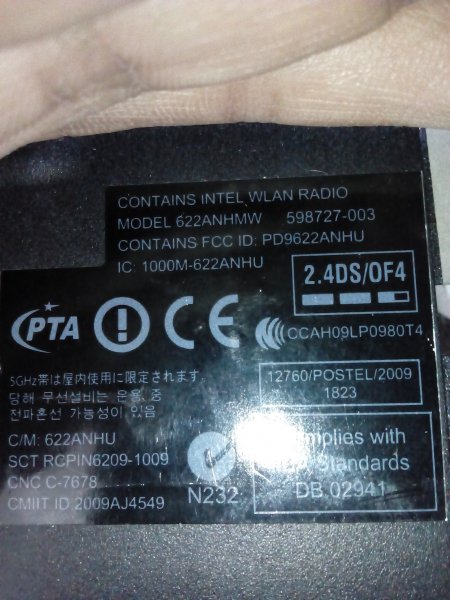 CONTAINS INTEL WLAN RADIO
MODEL 622ANHMW 598727-003
CONTAINS FCC ID: PD9622ANHU
IC: 1000M-622ANHU
2.4DS/OF4
PTA
CE
CCAH09LP0980T4
5GHz帯は屋内使用に限定されます.
당해 무선설비는 운용 중
전파혼선 가능성이 있음
12760/POSTEL/2009
1823
C/M: 622ANHU
SCT RCPIN6209-1009
CNC C-7678
CMIIT ID:2009AJ4549
N232
with
Standards
DB 02941